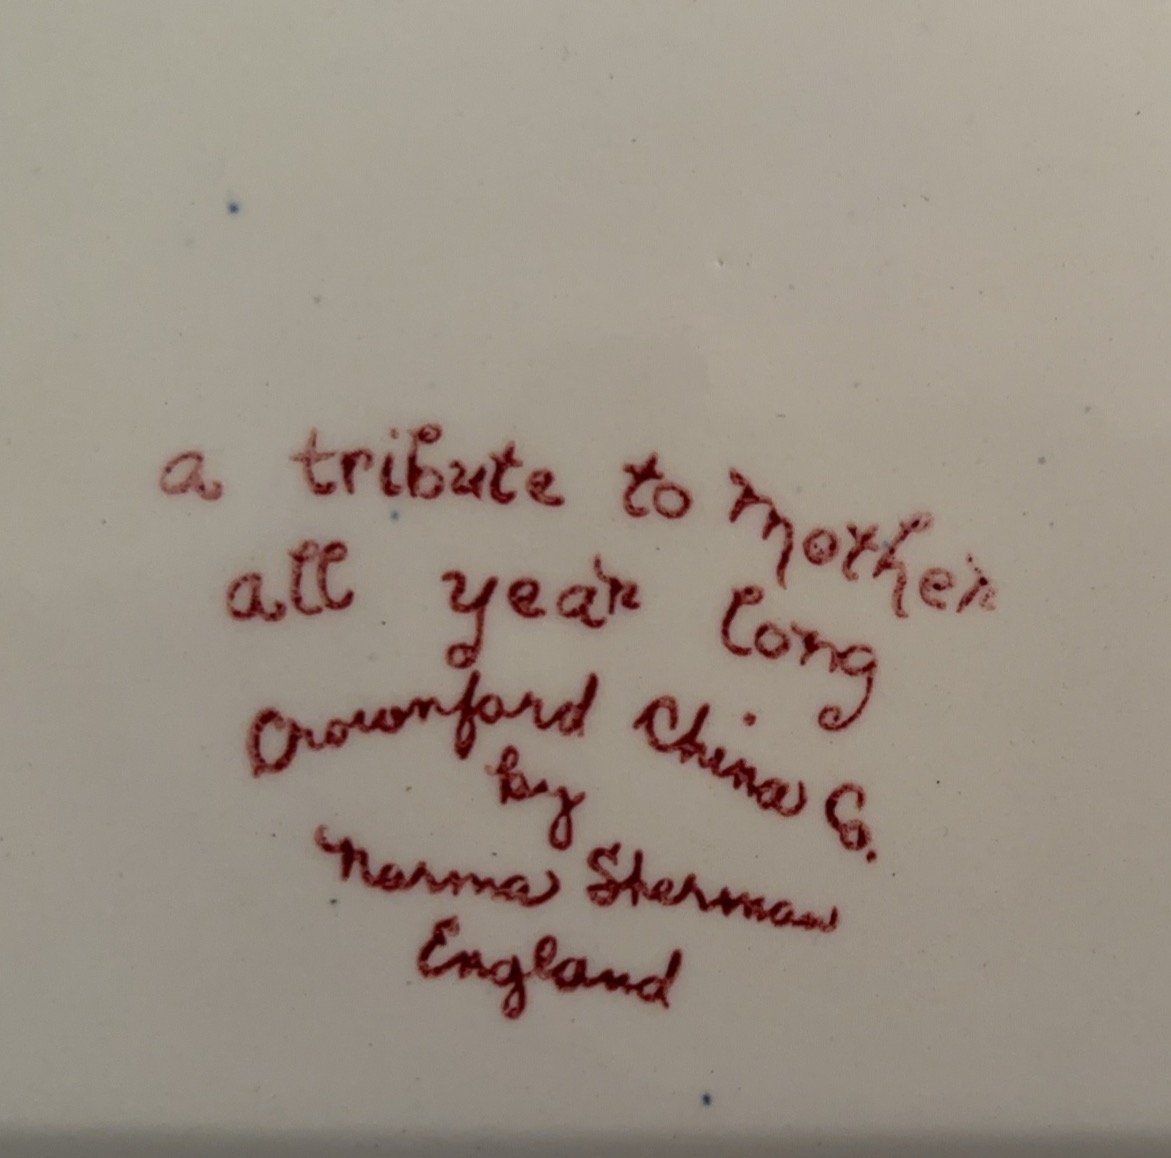 a tribute to mother
all year long
Crownford China Co.
by
Norma Sherman
England